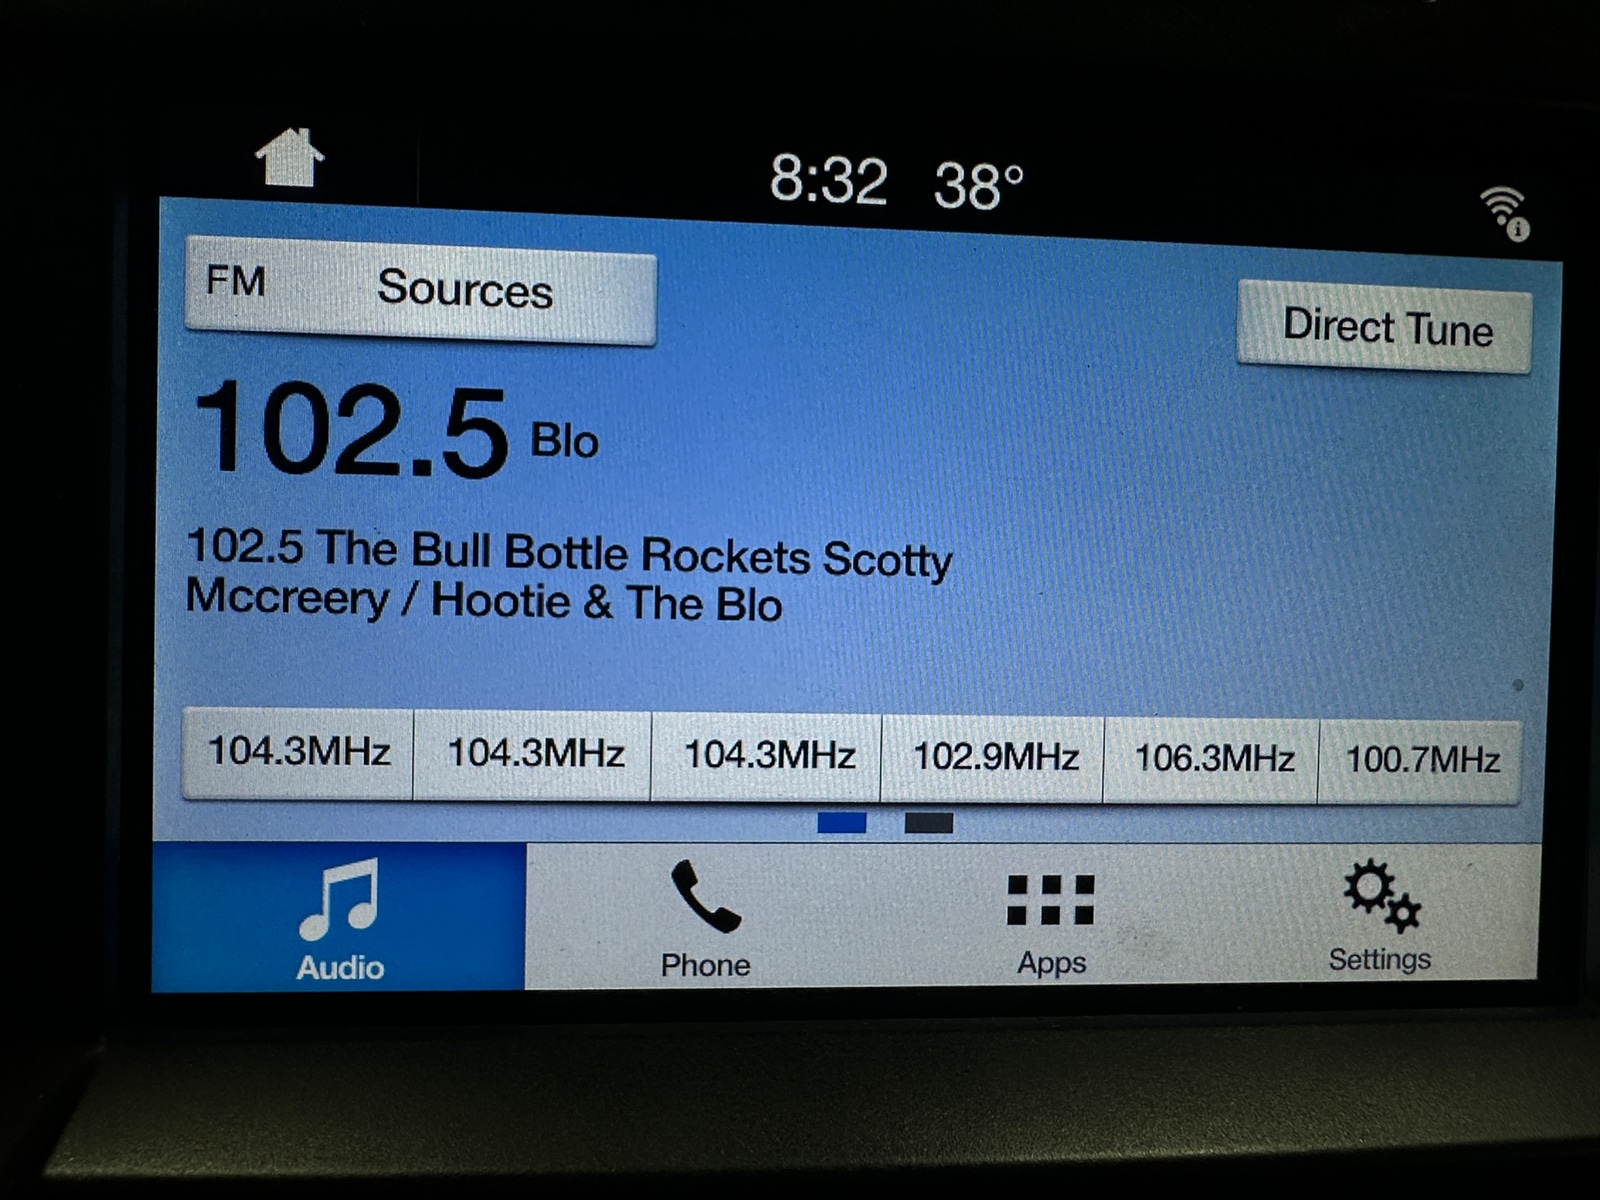 8:32 38°
FM Sources
Direct Tune
102.5 Blo
102.5 The Bull Bottle Rockets Scotty
Mccreery / Hootie & The Blo
104.3MHz 104.3MHz 104.3MHz 102.9MHz 106.3MHz 100.7MHz
Audio Phone Apps Settings